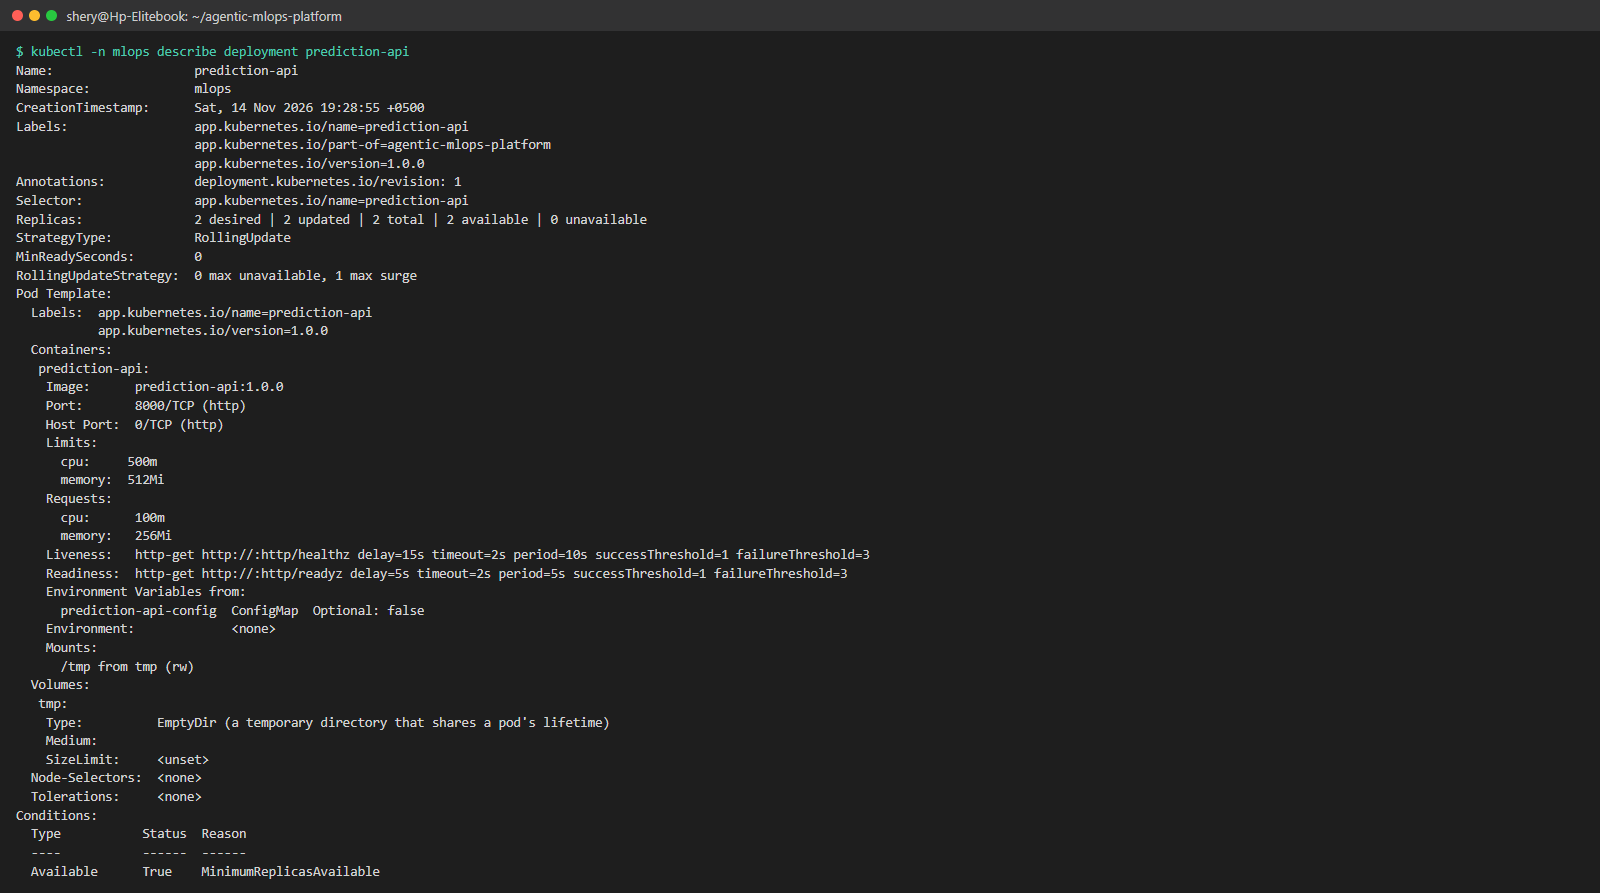 shery@Hp-Elitebook: ~/agentic-mlops-platform
$ kubectl -n mlops describe deployment prediction-api
Name:                   prediction-api
Namespace:              mlops
CreationTimestamp:      Sat, 14 Nov 2026 19:28:55 +0500
Labels:                 app.kubernetes.io/name=prediction-api
                        app.kubernetes.io/part-of=agentic-mlops-platform
                        app.kubernetes.io/version=1.0.0
Annotations:            deployment.kubernetes.io/revision: 1
Selector:               app.kubernetes.io/name=prediction-api
Replicas:               2 desired | 2 updated | 2 total | 2 available | 0 unavailable
StrategyType:           RollingUpdate
MinReadySeconds:        0
RollingUpdateStrategy:  0 max unavailable, 1 max surge
Pod Template:
  Labels:  app.kubernetes.io/name=prediction-api
           app.kubernetes.io/version=1.0.0
  Containers:
   prediction-api:
    Image:      prediction-api:1.0.0
    Port:       8000/TCP (http)
    Host Port:  0/TCP (http)
    Limits:
      cpu:     500m
      memory:  512Mi
    Requests:
      cpu:      100m
      memory:   256Mi
    Liveness:   http-get http://:http/healthz delay=15s timeout=2s period=10s successThreshold=1 failureThreshold=3
    Readiness:  http-get http://:http/readyz delay=5s timeout=2s period=5s successThreshold=1 failureThreshold=3
    Environment Variables from:
      prediction-api-config  ConfigMap  Optional: false
    Environment:             <none>
    Mounts:
      /tmp from tmp (rw)
  Volumes:
   tmp:
    Type:          EmptyDir (a temporary directory that shares a pod's lifetime)
    Medium:
    SizeLimit:     <unset>
  Node-Selectors:  <none>
  Tolerations:     <none>
Conditions:
  Type           Status  Reason
  ----           ------  ------
  Available      True    MinimumReplicasAvailable